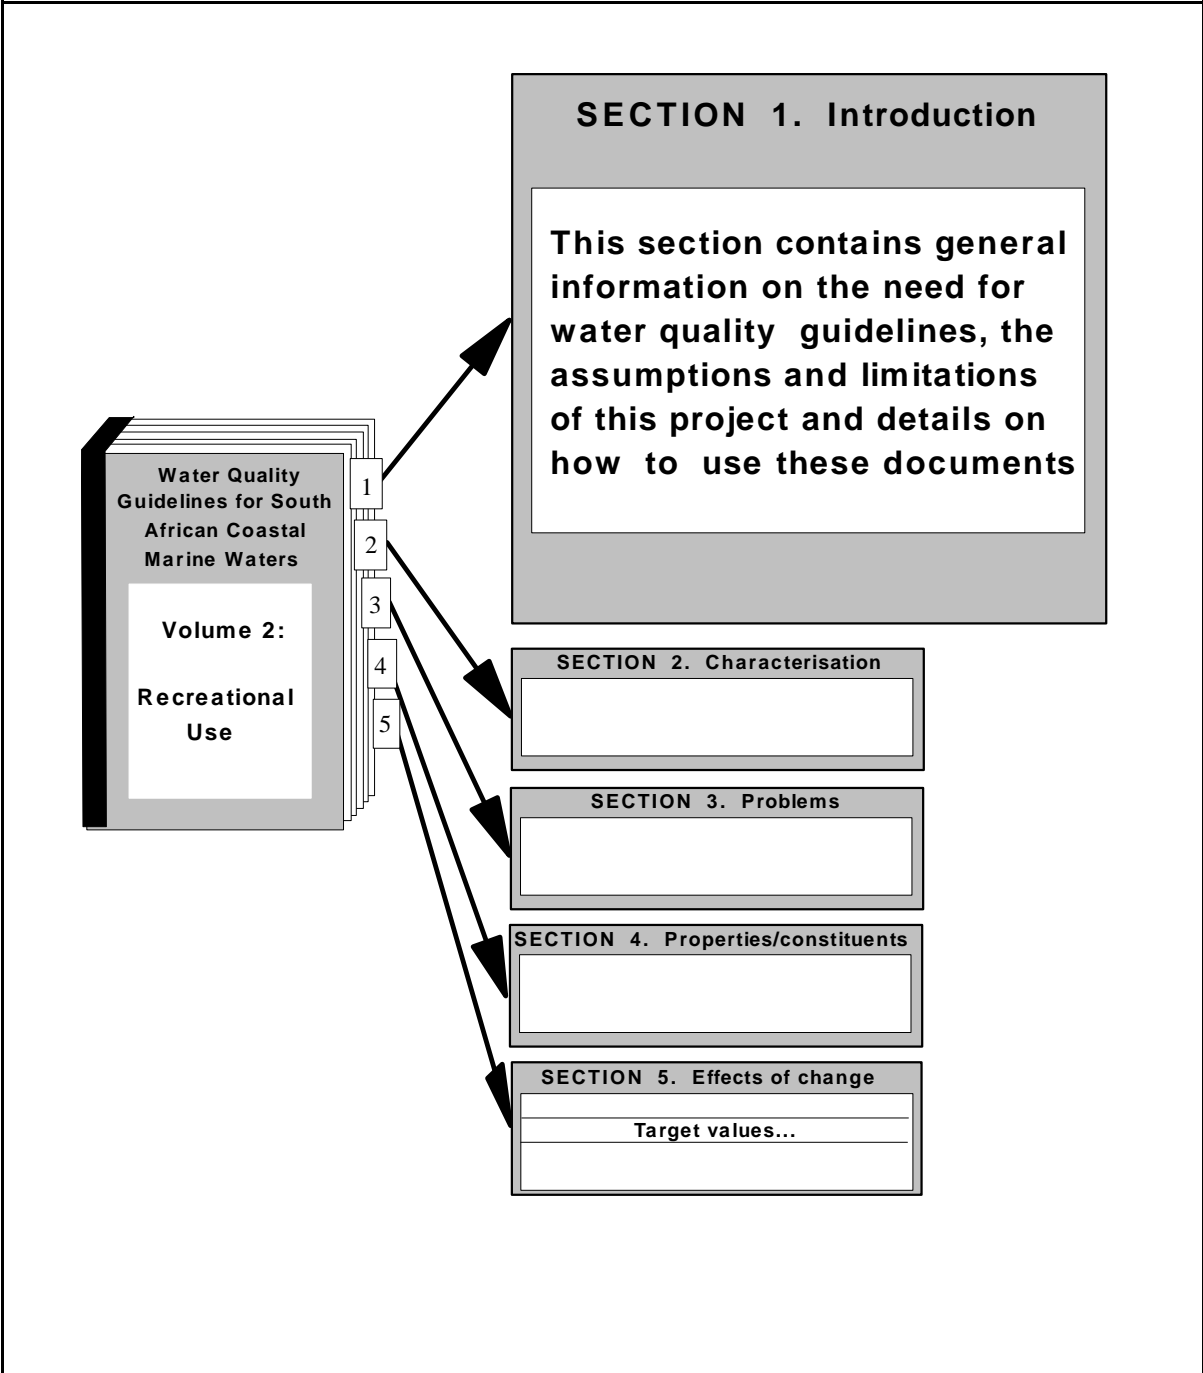 Water Quality
Guidelines for South
African Coastal
Marine Waters
Volume 2:
Recreational
Use
1
2
3
4
5
SECTION 1. Introduction
This section contains general
information on the need for
water quality guidelines, the
assumptions and limitations
of this project and details on
how to use these documents
SECTION 2. Characterisation
SECTION 3. Problems
SECTION 4. Properties/constituents
SECTION 5. Effects of change
Target values...